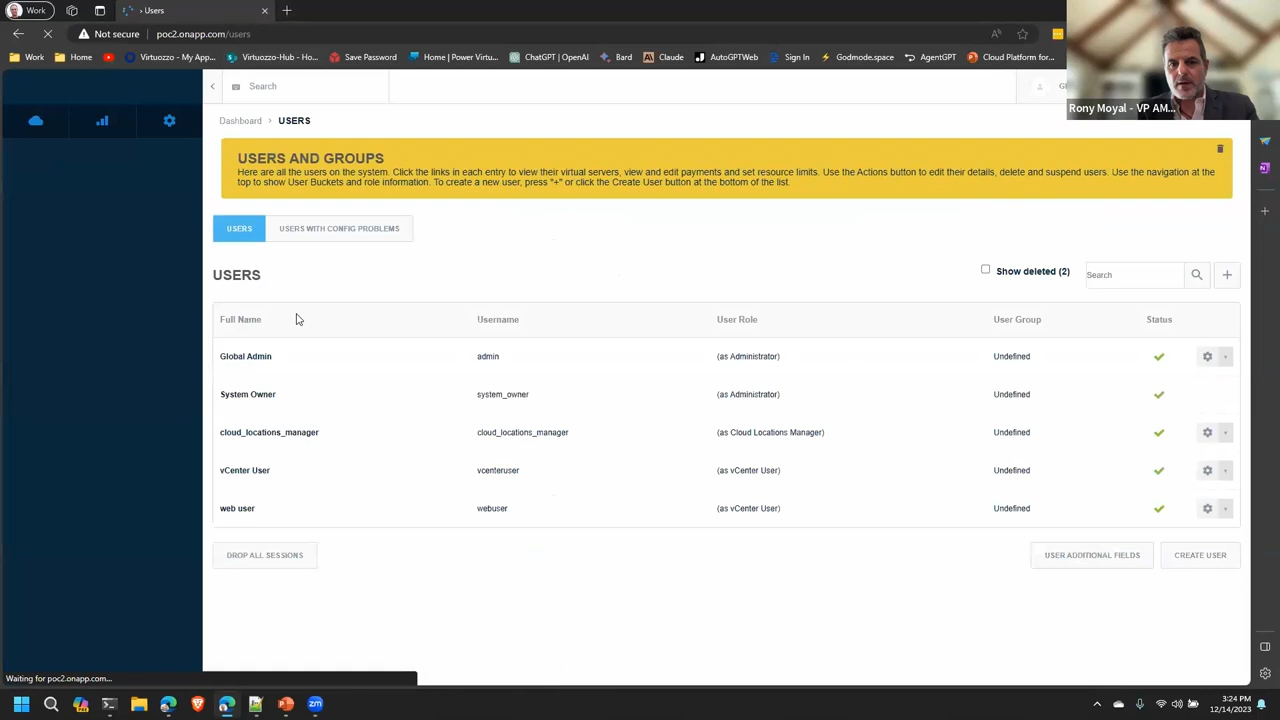 Work
› Users
Not secure
poc2.onapp.com/users
Home
Virtuozzo - My App...
Virtuozzo-Hub - Ho...
Save Password
Home | Power Virtu...
ChatGPT | OpenAI
Bard
Claude
AutoGPTWeb
Sign In
Godmode.space
AgentGPT
Cloud Platform for...
Rony Moyal - VP AM...
Search
Dashboard › USERS
USERS AND GROUPS
Here are all the users on the system. Click the links in each entry to view their virtual servers, view and edit payments and set resource limits. Use the Actions button to edit their details, delete and suspend users. Use the navigation at the
top to show User Buckets and role information. To create a new user, press "+" or click the Create User button at the bottom of the list.
USERS
USERS WITH CONFIG PROBLEMS
USERS
Show deleted (2)
Search
Full Name Username User Role User Group Status
Global Admin admin (as Administrator) Undefined
System Owner system_owner (as Administrator) Undefined
cloud_locations_manager cloud_locations_manager (as Cloud Locations Manager) Undefined
vCenter User vcenteruser (as vCenter User) Undefined
web user webuser (as vCenter User) Undefined
DROP ALL SESSIONS
USER ADDITIONAL FIELDS
CREATE USER
Waiting for poc2.onapp.com...
3:24 PM
12/14/2023